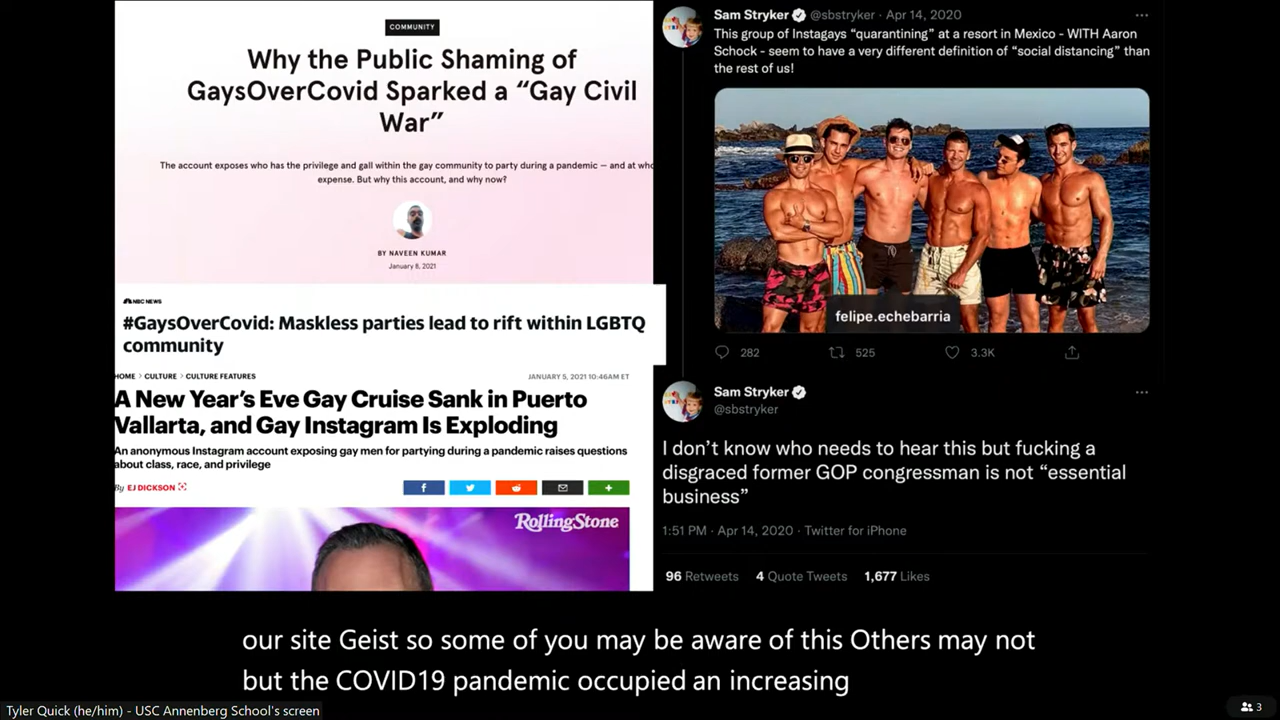 COMMUNITY
Why the Public Shaming of
GaysOverCovid Sparked a “Gay Civil
War”
The account exposes who has the privilege and gall within the gay community to party during a pandemic — and at
expense. But why this account, and why now?
BY NAVEEN KUMAR
January 8, 2021
NBC NEWS
#GaysOverCovid: Maskless parties lead to rift within LGBTQ
community
HOME > CULTURE > CULTURE FEATURES
JANUARY 5, 2021 10:46AM ET
A New Year’s Eve Gay Cruise Sank in Puerto
Vallarta, and Gay Instagram Is Exploding
An anonymous Instagram account exposing gay men for partying during a pandemic raises questions
about class, race, and privilege
By EJ DICKSON
RollingStone
Sam Stryker @sbstryker · Apr 14, 2020
This group of Instagays “quarantining” at a resort in Mexico - WITH Aaron
Schock - seem to have a very different definition of “social distancing” than
the rest of us!
felipe.echebarria
282 525 3.3K
Sam Stryker
@sbstryker
I don’t know who needs to hear this but fucking a
disgraced former GOP congressman is not “essential
business”
1:51 PM · Apr 14, 2020 · Twitter for iPhone
96 Retweets 4 Quote Tweets 1,677 Likes
our site Geist so some of you may be aware of this Others may not
but the COVID19 pandemic occupied an increasing
Tyler Quick (he/him) - USC Annenberg School's screen
3